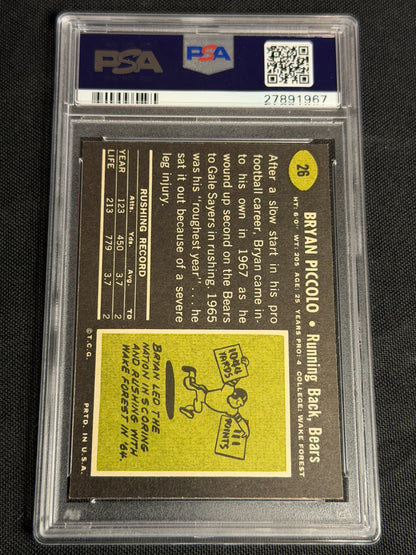 PSA
PSA
27891967
26
BRYAN PICCOLO • Running Back, Bears
HT: 6'0" WT: 205 AGE: 25 YEARS PRO: 4 COLLEGE: WAKE FOREST
After a slow start in his pro
football career, Bryan came in-
to his own in 1967 as he
wound up second on the Bears
to Gale Sayers in rushing. 1965
was his "roughest year" . . . he
sat it out because of a severe
leg injury.
RUSHING RECORD
Atts. Yds. Avg. TD
YEAR 123 450 3.7 2
LIFE 213 779 3.7 2
1044 YARDS
111 POINTS
BRYAN LED THE
NATION IN SCORING
AND RUSHING WITH
WAKE FOREST IN '64.
© T.C.G. PRTD. IN U.S.A.